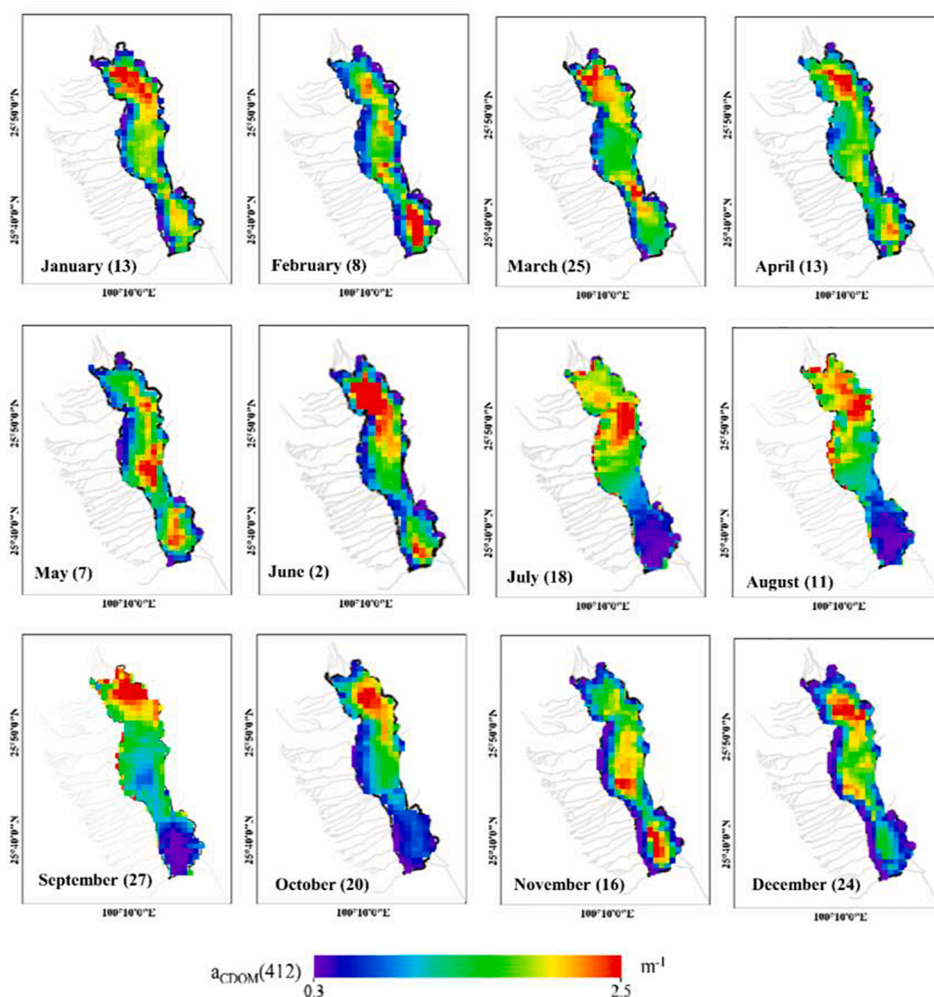 25°50'0"N
25°40'0"N
January (13)
100°10'0"E
25°50'0"N
25°40'0"N
February (8)
100°10'0"E
25°50'0"N
25°40'0"N
March (25)
100°10'0"E
25°50'0"N
25°40'0"N
April (13)
100°10'0"E
25°50'0"N
25°40'0"N
May (7)
100°10'0"E
25°50'0"N
25°40'0"N
June (2)
100°10'0"E
25°50'0"N
25°40'0"N
July (18)
100°10'0"E
25°50'0"N
25°40'0"N
August (11)
100°10'0"E
25°50'0"N
25°40'0"N
September (27)
100°10'0"E
25°50'0"N
25°40'0"N
October (20)
100°10'0"E
25°50'0"N
25°40'0"N
November (16)
100°10'0"E
25°50'0"N
25°40'0"N
December (24)
100°10'0"E
aCDOM(412) m⁻¹
0.3 2.5